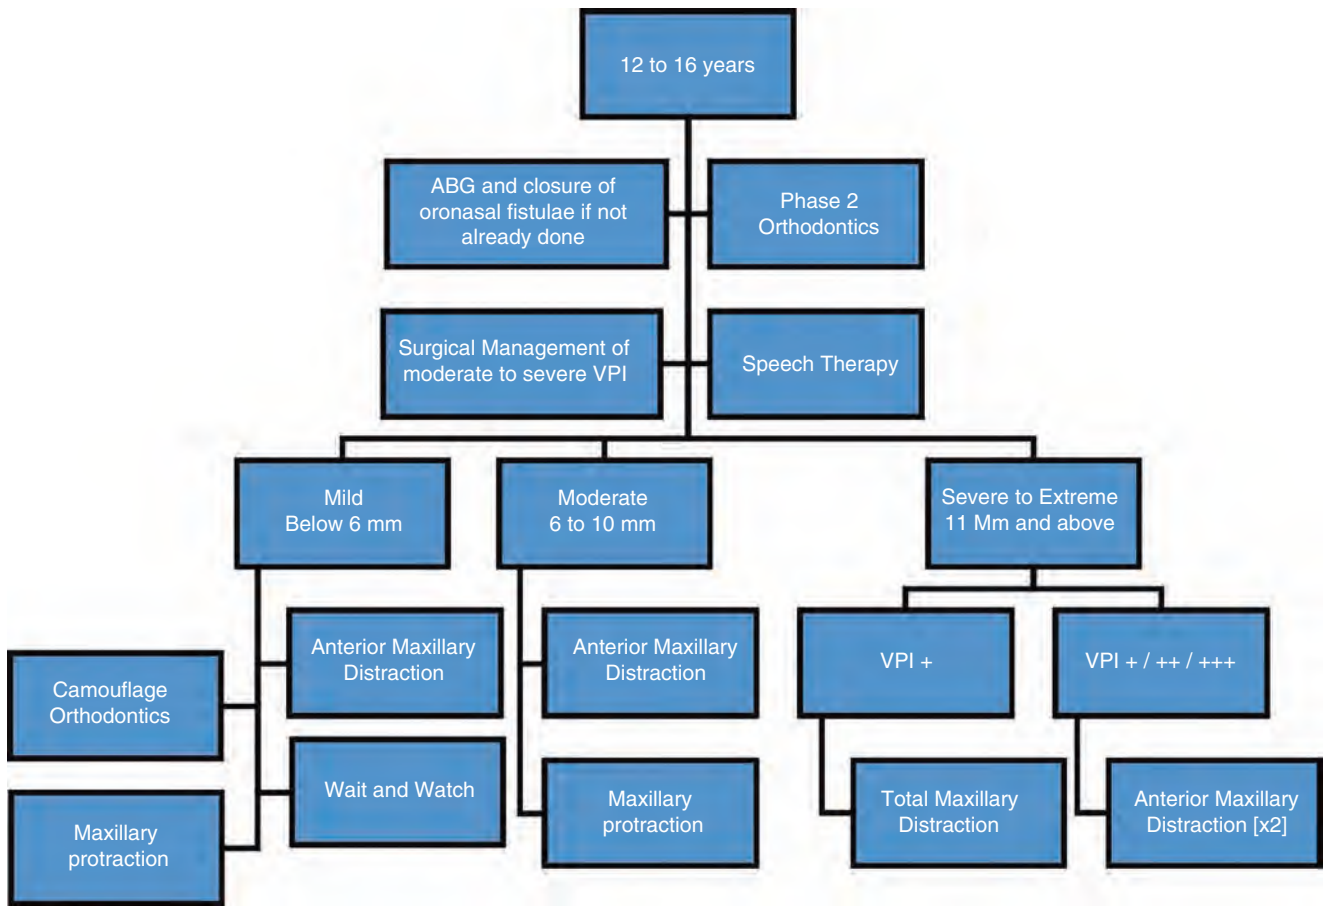 12 to 16 years
ABG and closure of
oronasal fistulae if not
already done
Phase 2
Orthodontics
Surgical Management of
moderate to severe VPI
Speech Therapy
Mild
Below 6 mm
Moderate
6 to 10 mm
Severe to Extreme
11 Mm and above
Anterior Maxillary
Distraction
Camouflage
Orthodontics
Wait and Watch
Maxillary
protraction
Anterior Maxillary
Distraction
Maxillary
protraction
VPI +
VPI + / ++ / +++
Total Maxillary
Distraction
Anterior Maxillary
Distraction [x2]